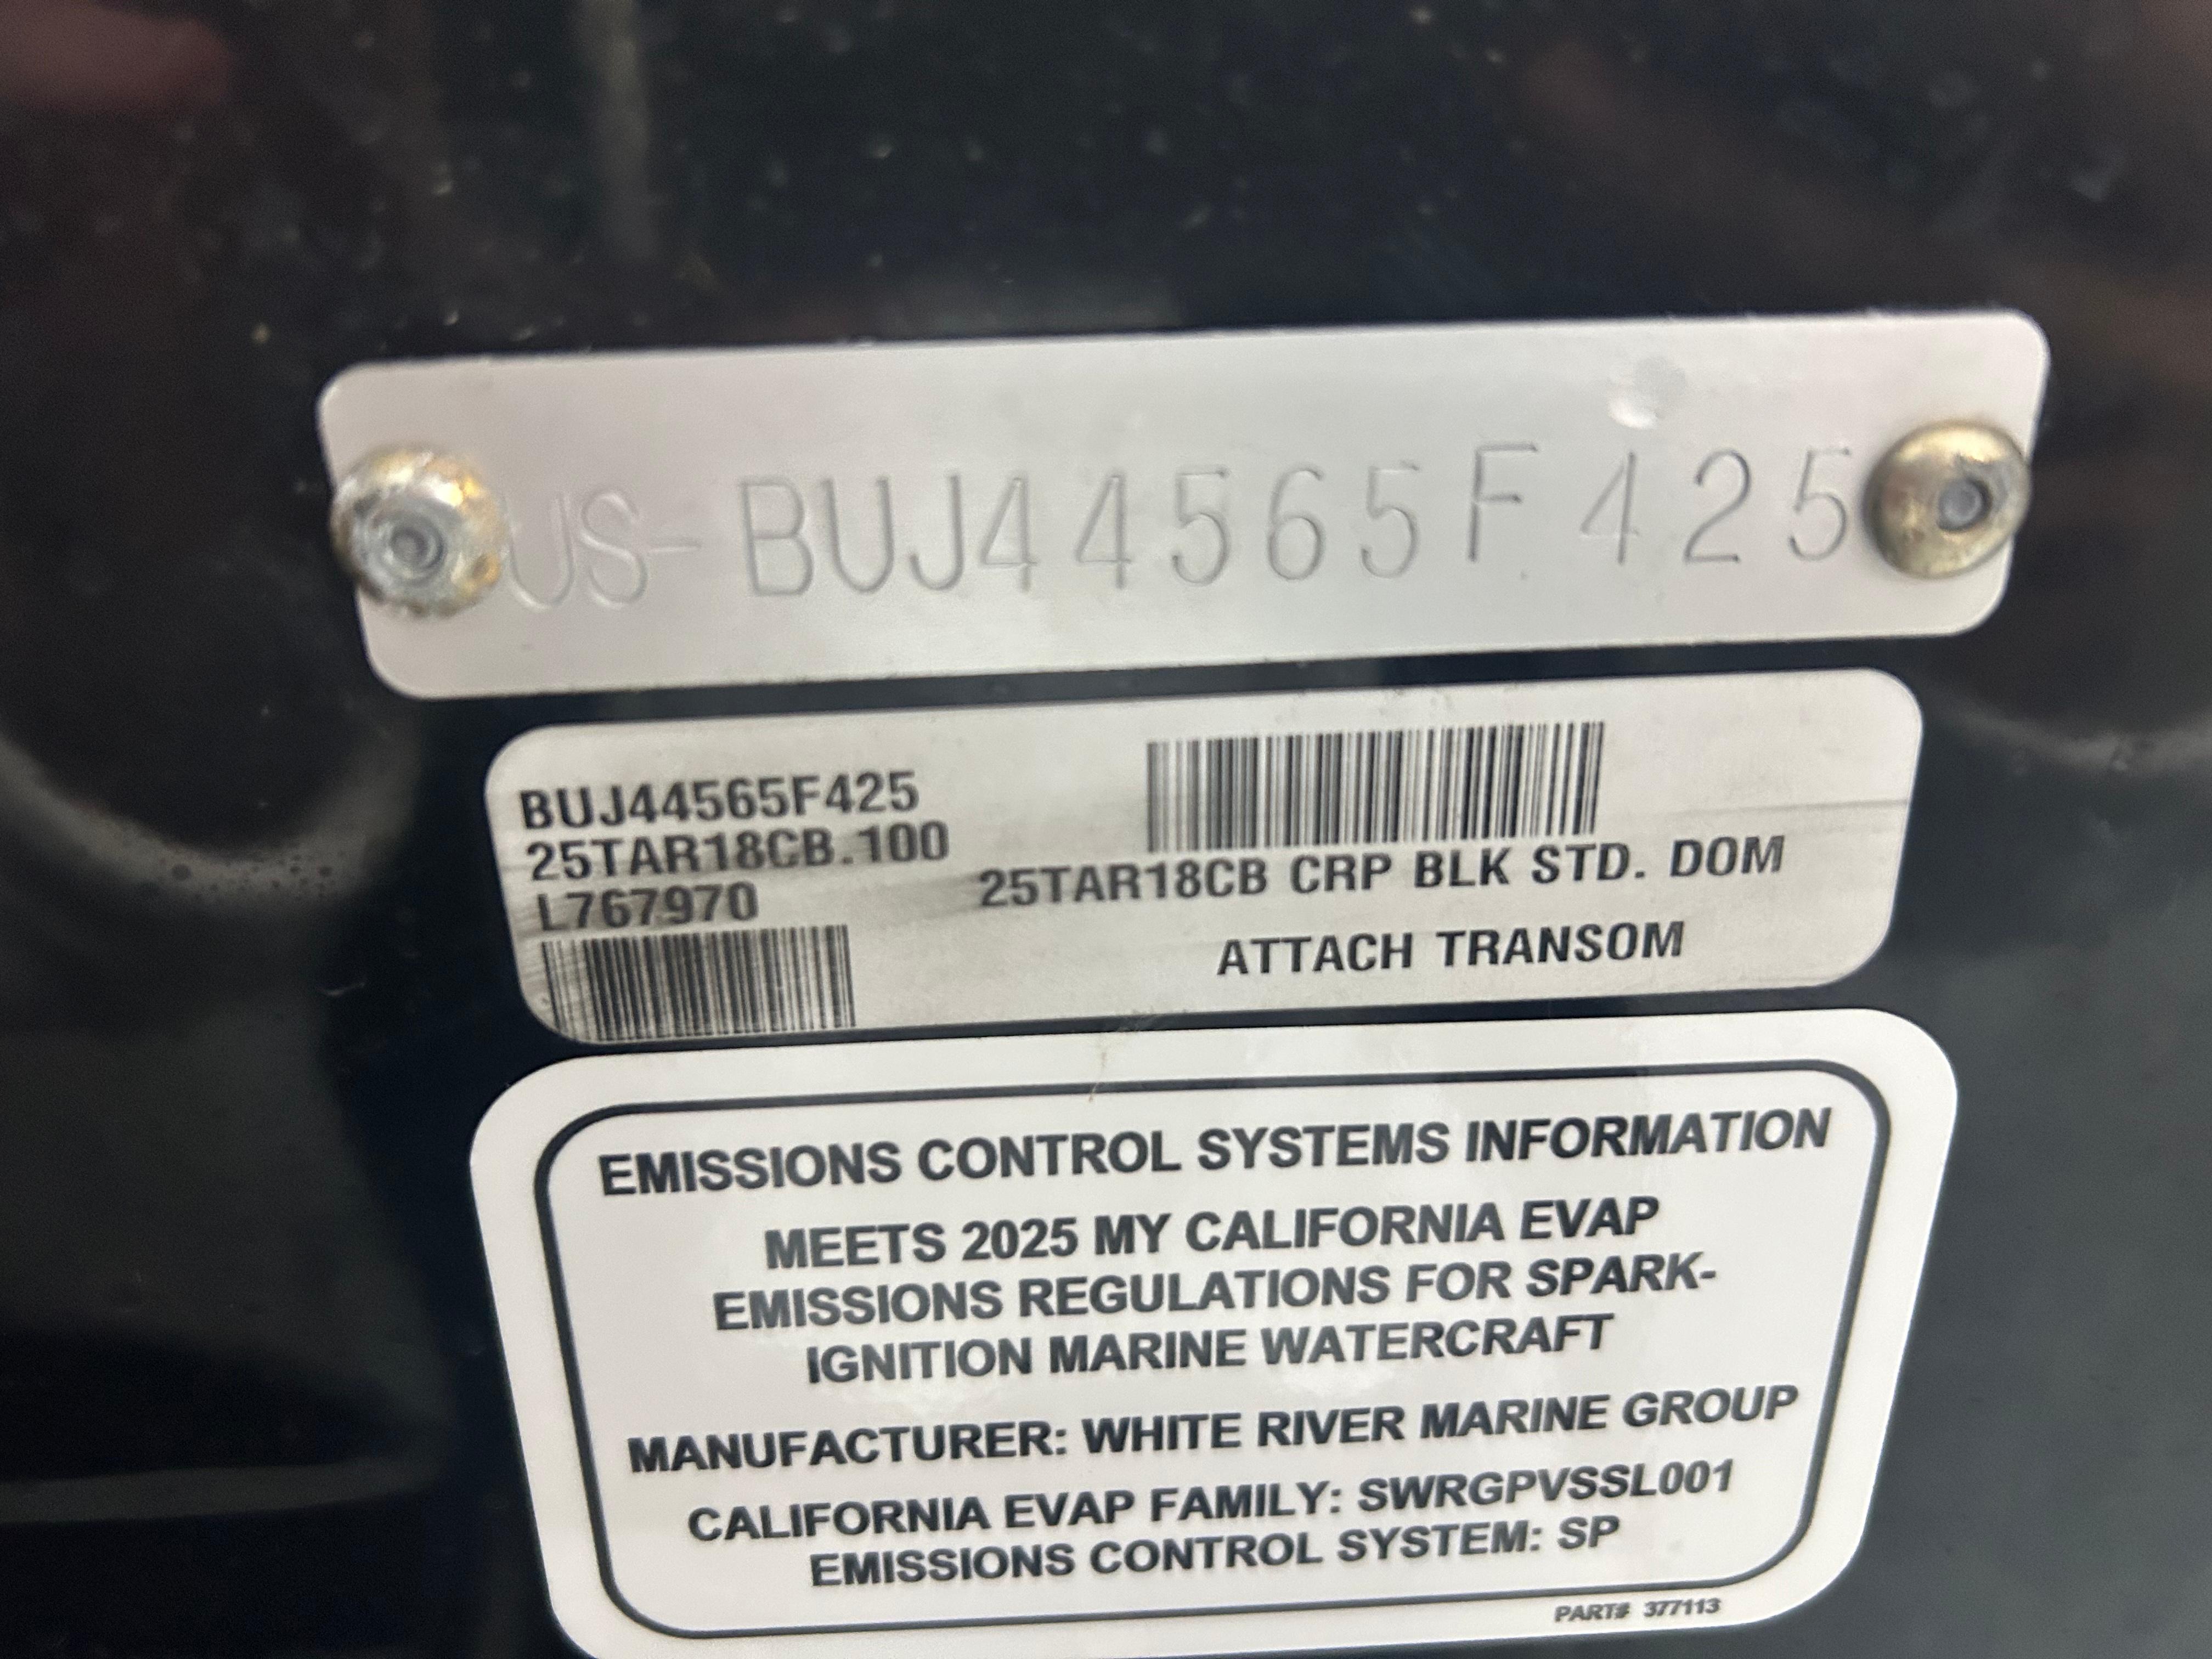 US-BUJ44565F425
BUJ44565F425
25TAR18CB.100
L767970
25TAR18CB CRP BLK STD. DOM
ATTACH TRANSOM
EMISSIONS CONTROL SYSTEMS INFORMATION
MEETS 2025 MY CALIFORNIA EVAP
EMISSIONS REGULATIONS FOR SPARK-
IGNITION MARINE WATERCRAFT
MANUFACTURER: WHITE RIVER MARINE GROUP
CALIFORNIA EVAP FAMILY: SWRGPVSSL001
EMISSIONS CONTROL SYSTEM: SP
PART# 377113